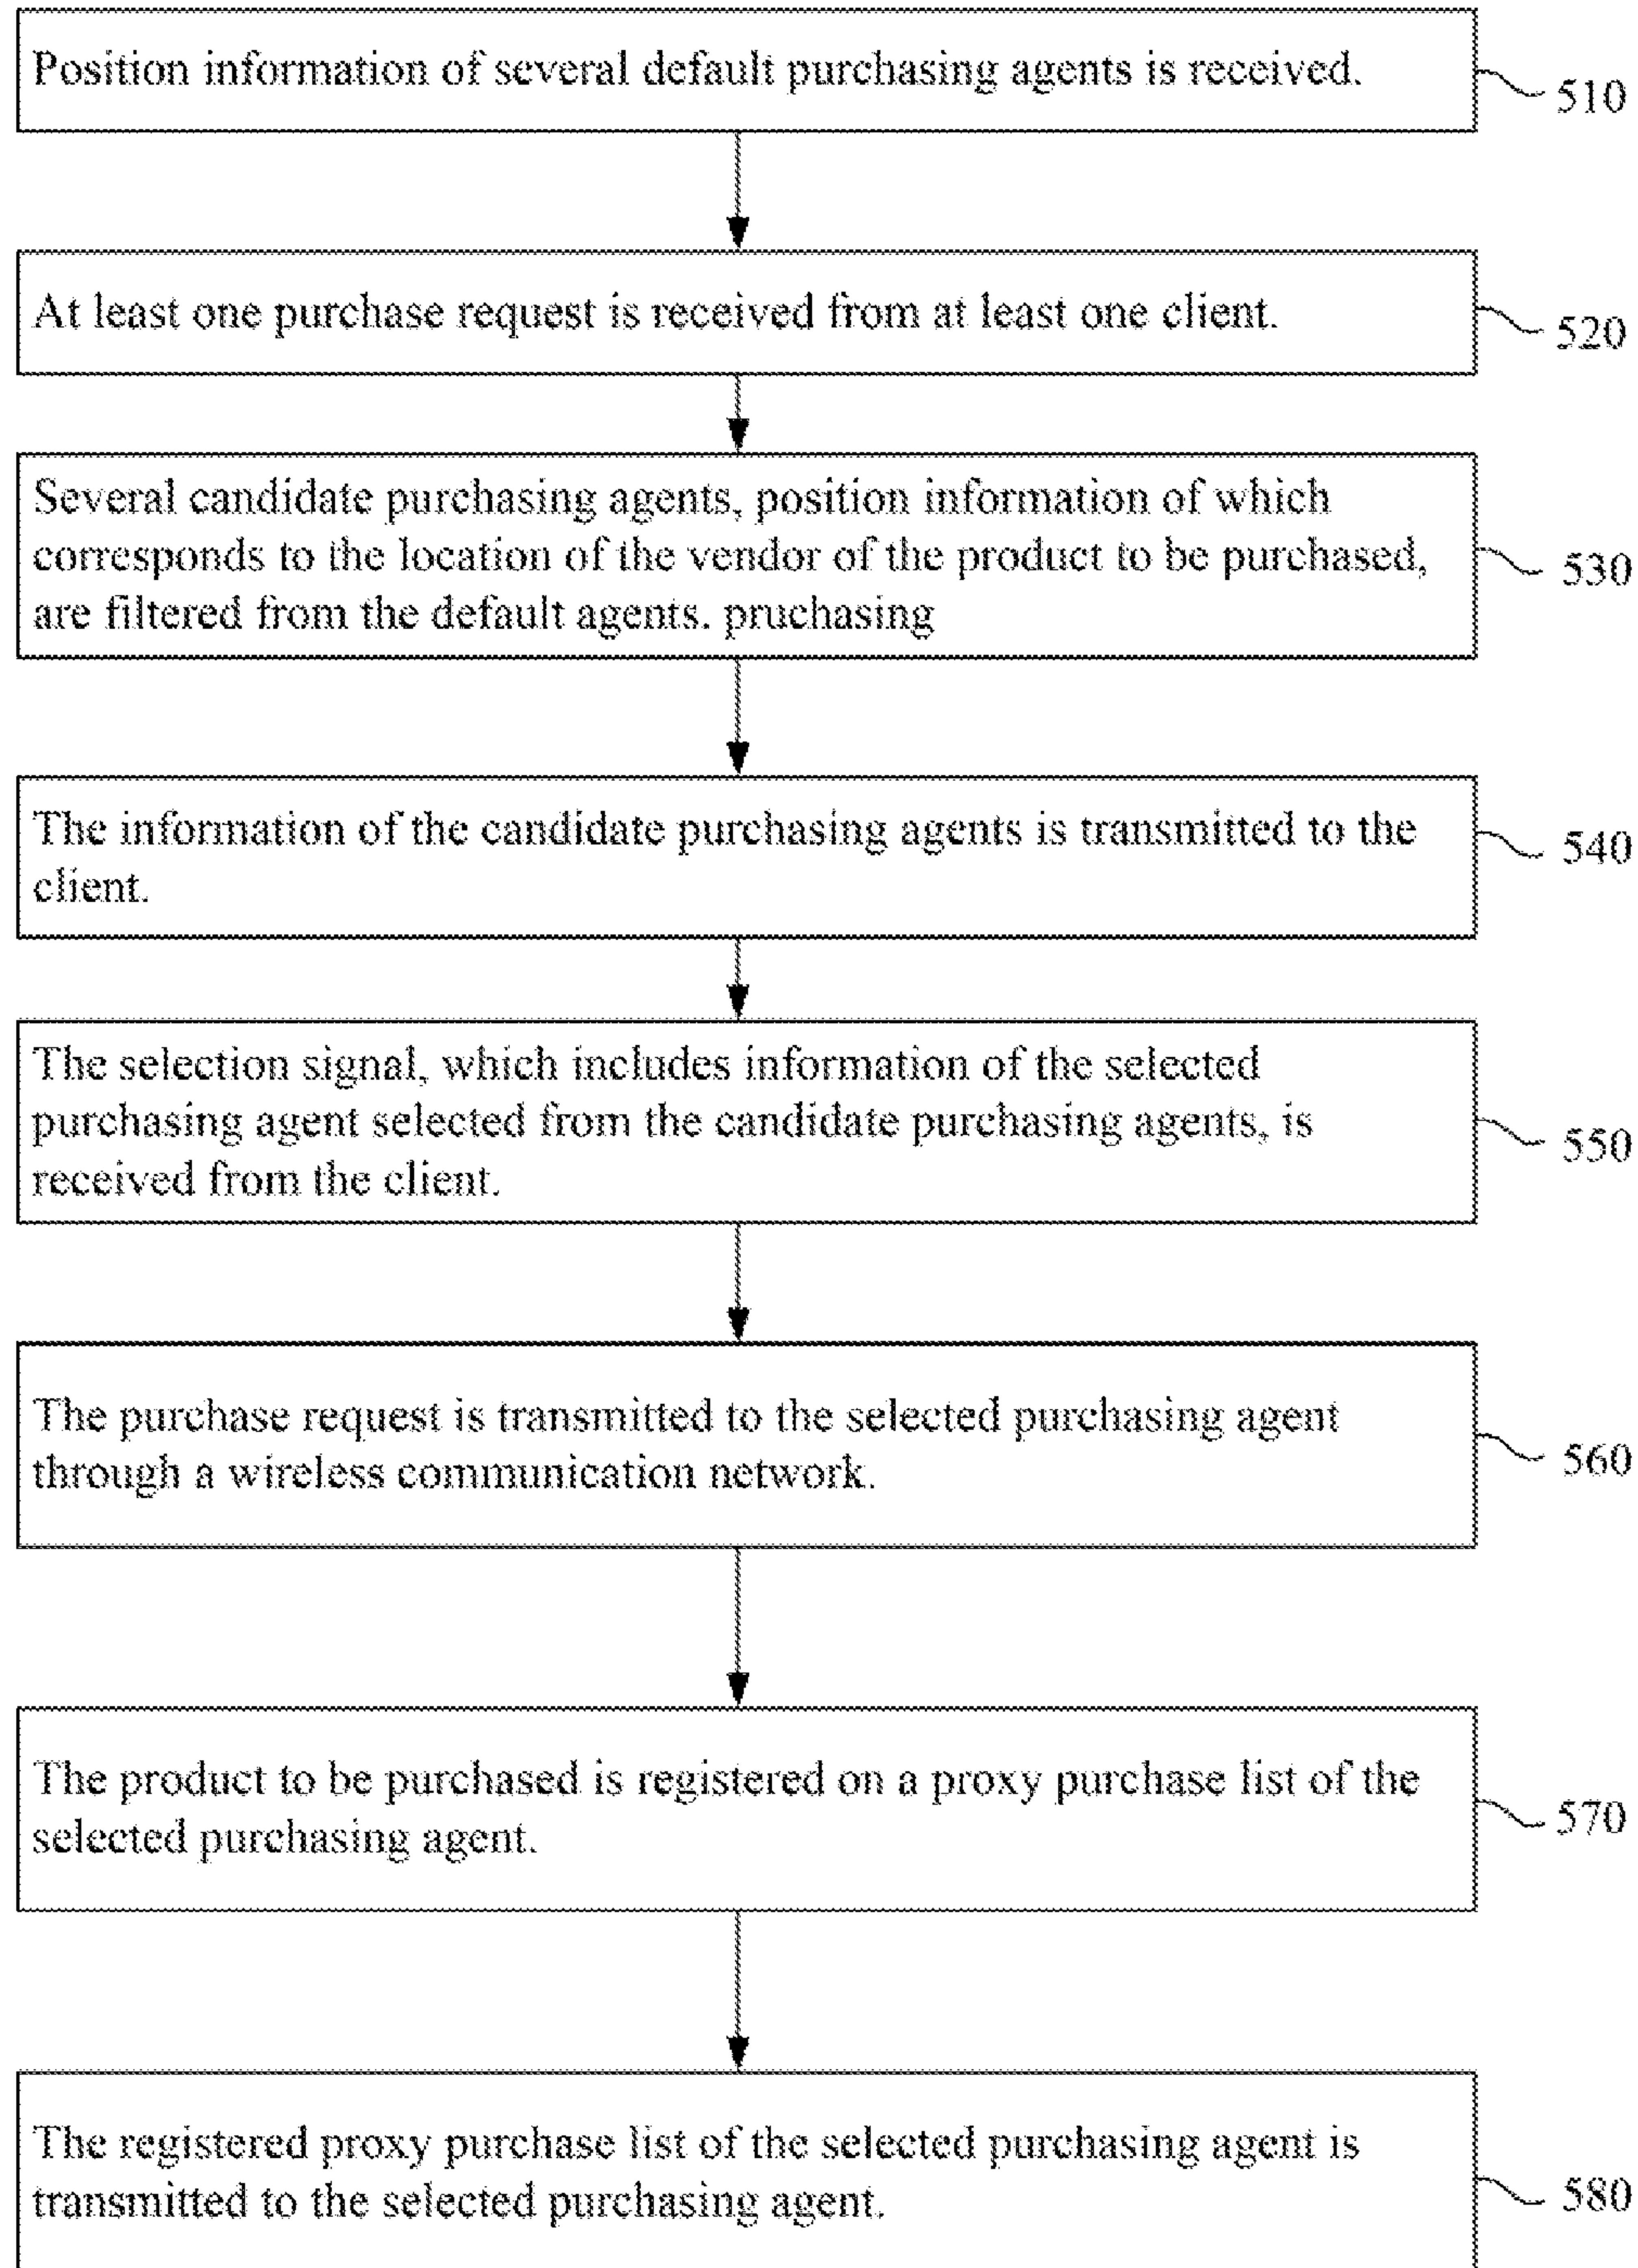 Position information of several default purchasing agents is received.
510
At least one purchase request is received from at least one client.
520
Several candidate purchasing agents, position information of which
corresponds to the location of the vendor of the product to be purchased,
are filtered from the default agents. pruchasing
530
The information of the candidate purchasing agents is transmitted to the
client.
540
The selection signal, which includes information of the selected
purchasing agent selected from the candidate purchasing agents, is
received from the client.
550
The purchase request is transmitted to the selected purchasing agent
through a wireless communication network.
560
The product to be purchased is registered on a proxy purchase list of the
selected purchasing agent.
570
The registered proxy purchase list of the selected purchasing agent is
transmitted to the selected purchasing agent.
580